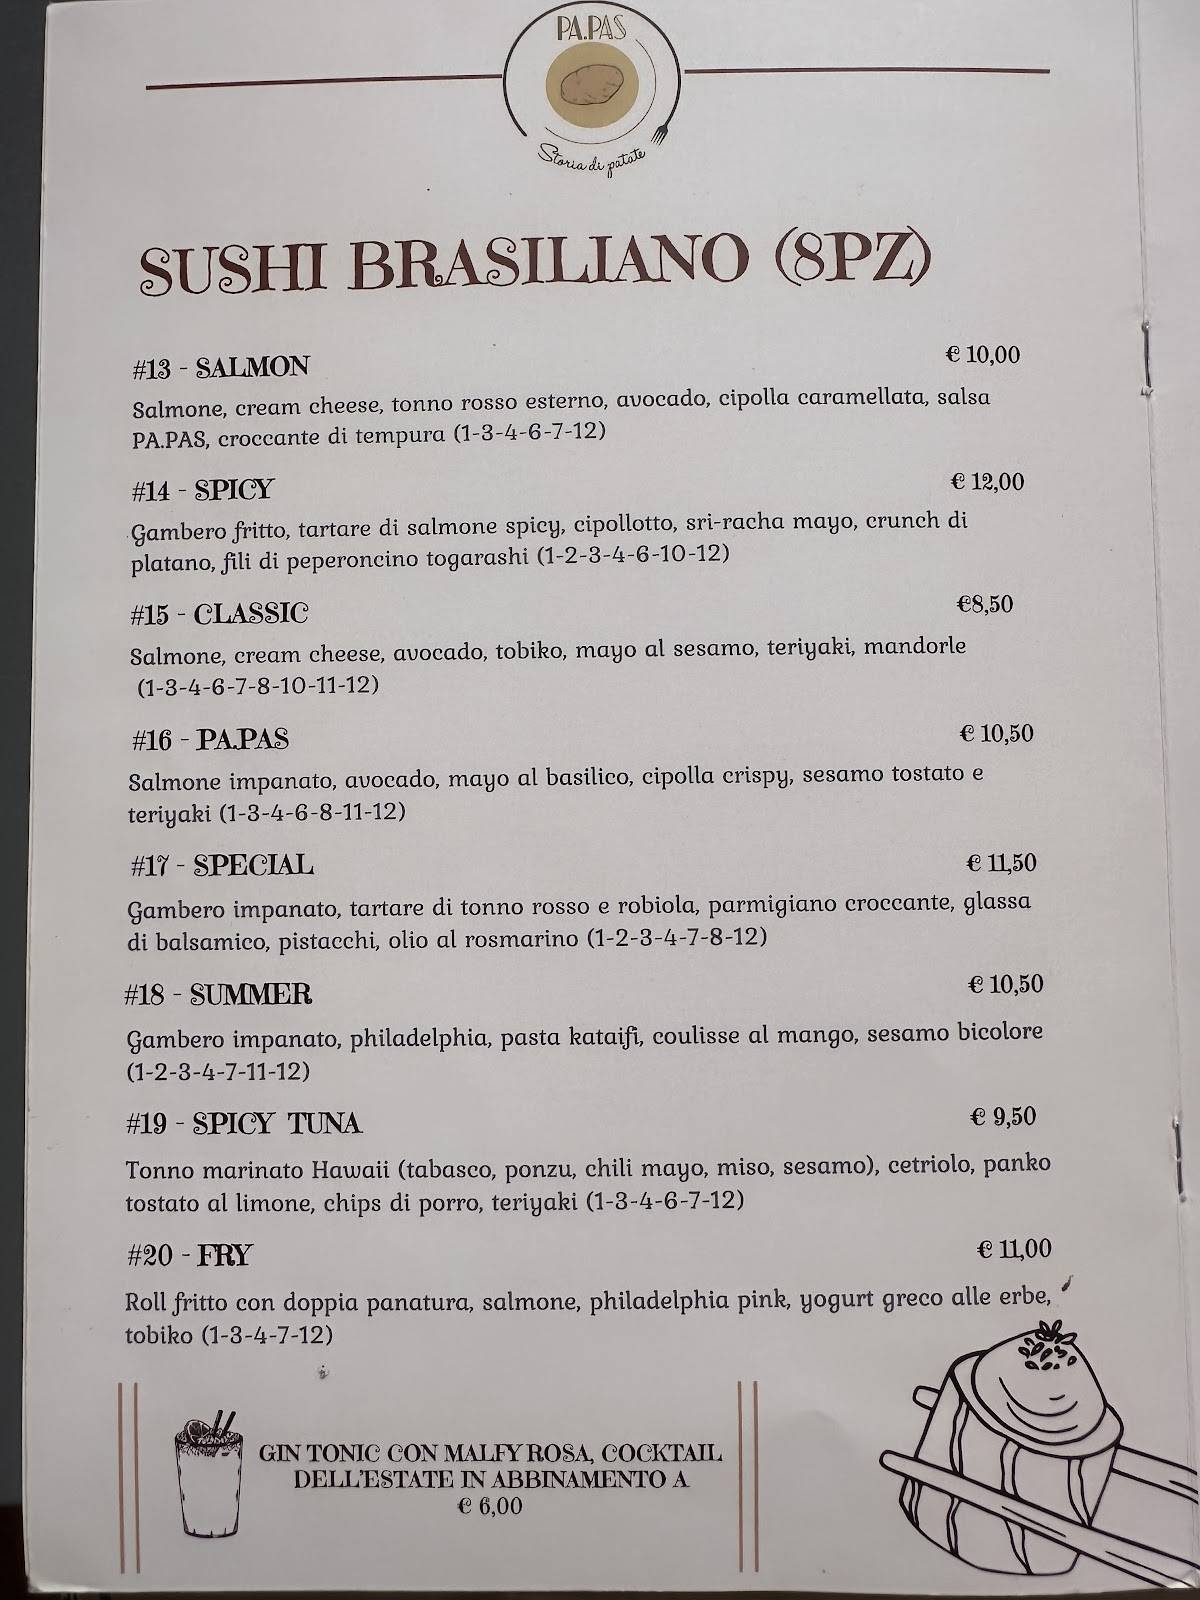 PA.PAS
Storia di patate
SUSHI BRASILIANO (8PZ)
#13 - SALMON € 10,00
Salmone, cream cheese, tonno rosso esterno, avocado, cipolla caramellata, salsa
PA.PAS, croccante di tempura (1-3-4-6-7-12)
#14 - SPICY € 12,00
Gambero fritto, tartare di salmone spicy, cipollotto, sri-racha mayo, crunch di
platano, fili di peperoncino togarashi (1-2-3-4-6-10-12)
#15 - CLASSIC €8,50
Salmone, cream cheese, avocado, tobiko, mayo al sesamo, teriyaki, mandorle
(1-3-4-6-7-8-10-11-12)
#16 - PA.PAS € 10,50
Salmone impanato, avocado, mayo al basilico, cipolla crispy, sesamo tostato e
teriyaki (1-3-4-6-8-11-12)
#17 - SPECIAL € 11,50
Gambero impanato, tartare di tonno rosso e robiola, parmigiano croccante, glassa
di balsamico, pistacchi, olio al rosmarino (1-2-3-4-7-8-12)
#18 - SUMMER € 10,50
Gambero impanato, philadelphia, pasta kataifi, coulisse al mango, sesamo bicolore
(1-2-3-4-7-11-12)
#19 - SPICY TUNA € 9,50
Tonno marinato Hawaii (tabasco, ponzu, chili mayo, miso, sesamo), cetriolo, panko
tostato al limone, chips di porro, teriyaki (1-3-4-6-7-12)
#20 - FRY € 11,00
Roll fritto con doppia panatura, salmone, philadelphia pink, yogurt greco alle erbe,
tobiko (1-3-4-7-12)
GIN TONIC CON MALFY ROSA, COCKTAIL
DELL'ESTATE IN ABBINAMENTO A
€ 6,00